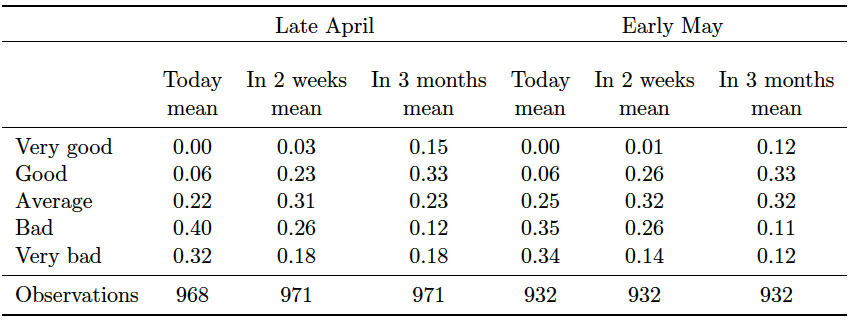 Late April Early May
Today In 2 weeks In 3 months Today In 2 weeks In 3 months
mean mean mean mean mean mean
Very good 0.00 0.03 0.15 0.00 0.01 0.12
Good 0.06 0.23 0.33 0.06 0.26 0.33
Average 0.22 0.31 0.23 0.25 0.32 0.32
Bad 0.40 0.26 0.12 0.35 0.26 0.11
Very bad 0.32 0.18 0.18 0.34 0.14 0.12
Observations 968 971 971 932 932 932